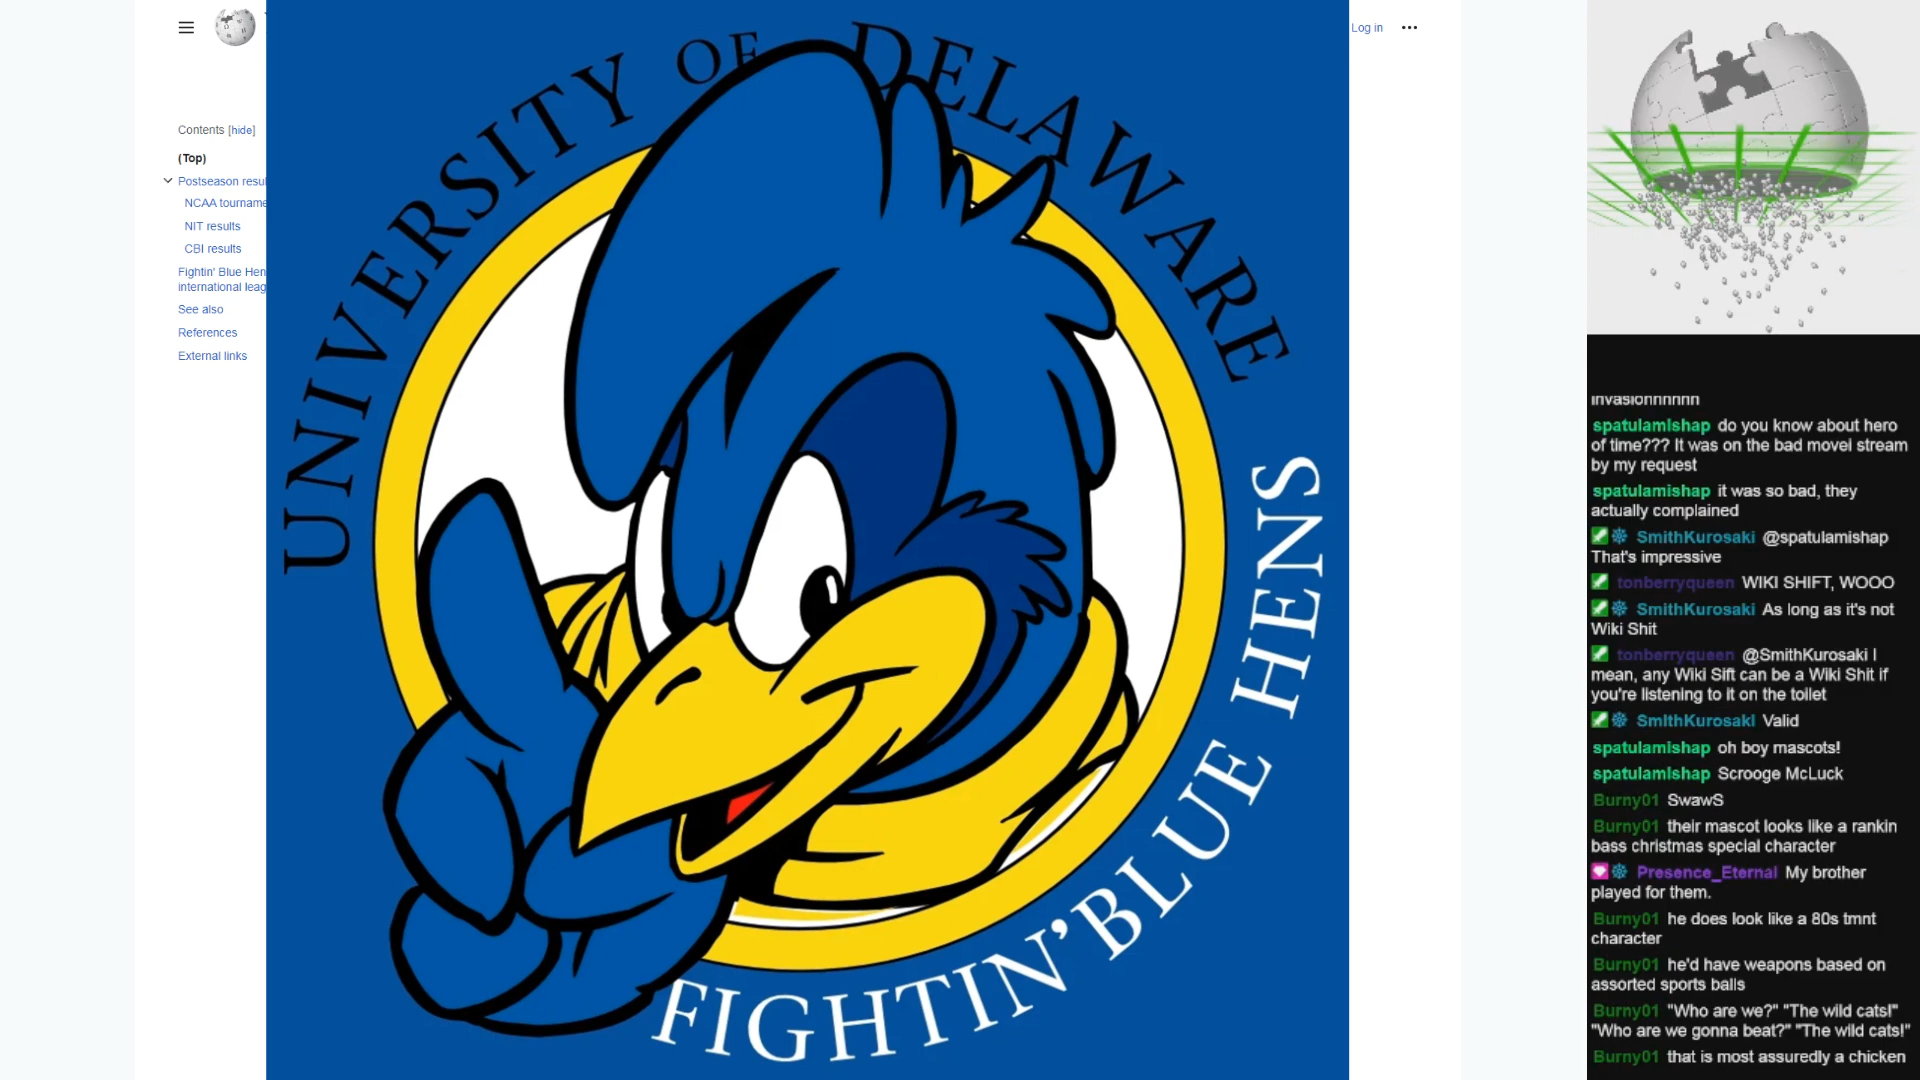 Log in
Contents [hide]
(Top)
Postseason resul
NCAA tourname
NIT results
CBI results
Fightin' Blue Hen
international leag
See also
References
External links
UNIVERSITY OF DELAWARE
FIGHTIN' BLUE HENS
invasionnnnnn
spatulamishap do you know about hero
of time??? It was on the bad movel stream
by my request
spatulamishap it was so bad, they
actually complained
SmithKurosaki @spatulamishap
That's impressive
tonberryqueen WIKI SHIFT, WOOO
SmithKurosaki As long as it's not
Wiki Shit
tonberryqueen @SmithKurosaki I
mean, any Wiki Sift can be a Wiki Shit if
you're listening to it on the toilet
SmithKurosaki Valid
spatulamishap oh boy mascots!
spatulamishap Scrooge McLuck
Burny01 SwawS
Burny01 their mascot looks like a rankin
bass christmas special character
Presence_Eternal My brother
played for them.
Burny01 he does look like a 80s tmnt
character
Burny01 he'd have weapons based on
assorted sports balls
Burny01 "Who are we?" "The wild cats!"
"Who are we gonna beat?" "The wild cats!"
Burny01 that is most assuredly a chicken